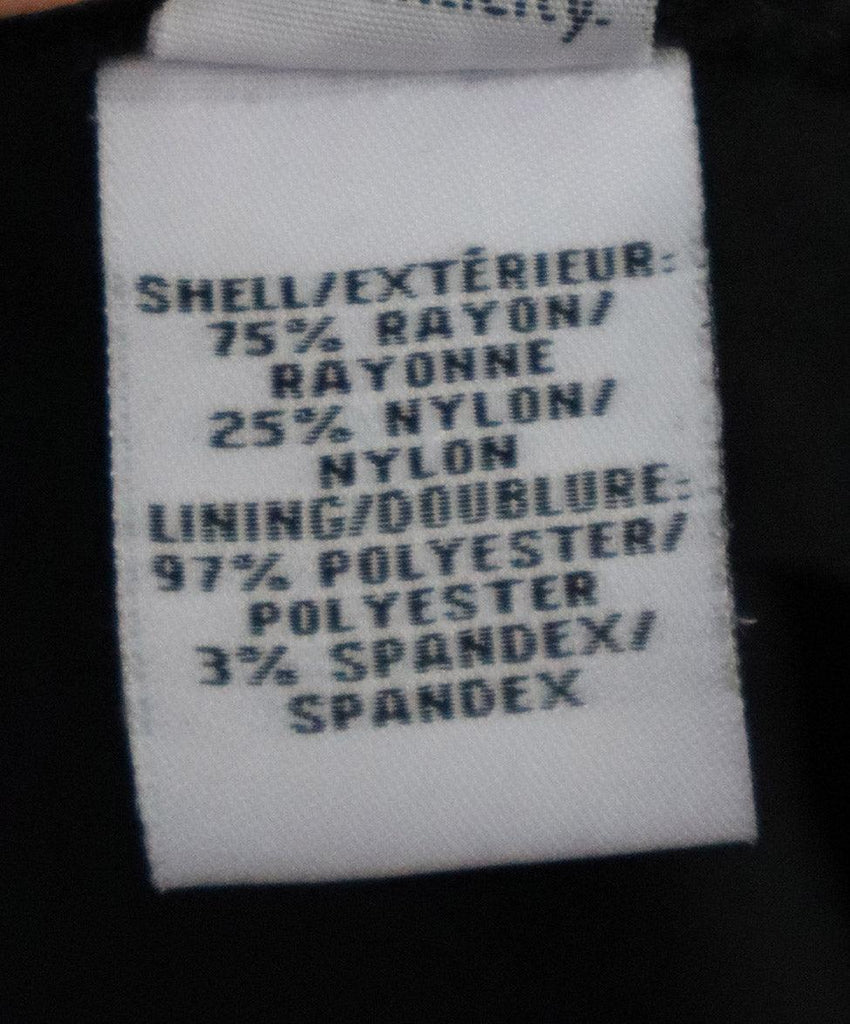 SHELL/EXTÉRIEUR:
75% RAYON/
RAYONNE
25% NYLON/
NYLON
LINING/DOUBLURE:
97% POLYESTER/
POLYESTER
3% SPANDEX/
SPANDEX